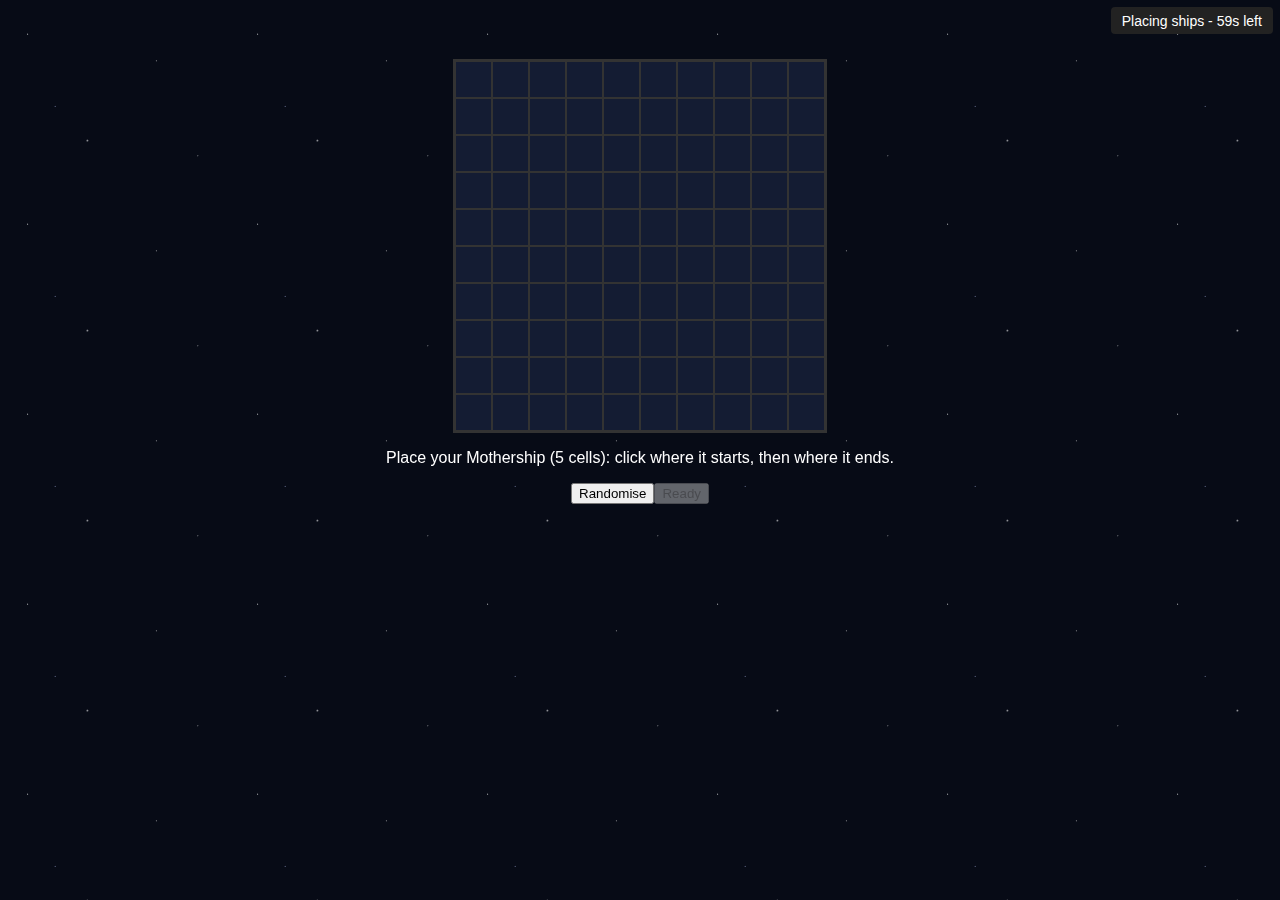 Placing ships - 59s left
Place your Mothership (5 cells): click where it starts, then where it ends.
Randomise Ready